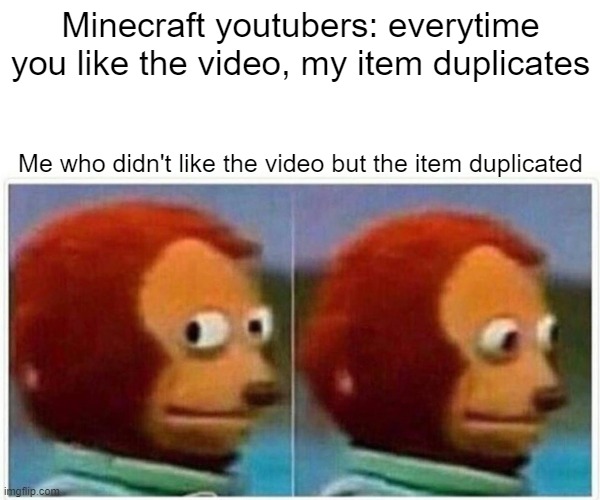 Minecraft youtubers: everytime
you like the video, my item duplicates
Me who didn't like the video but the item duplicated
imgflip.com